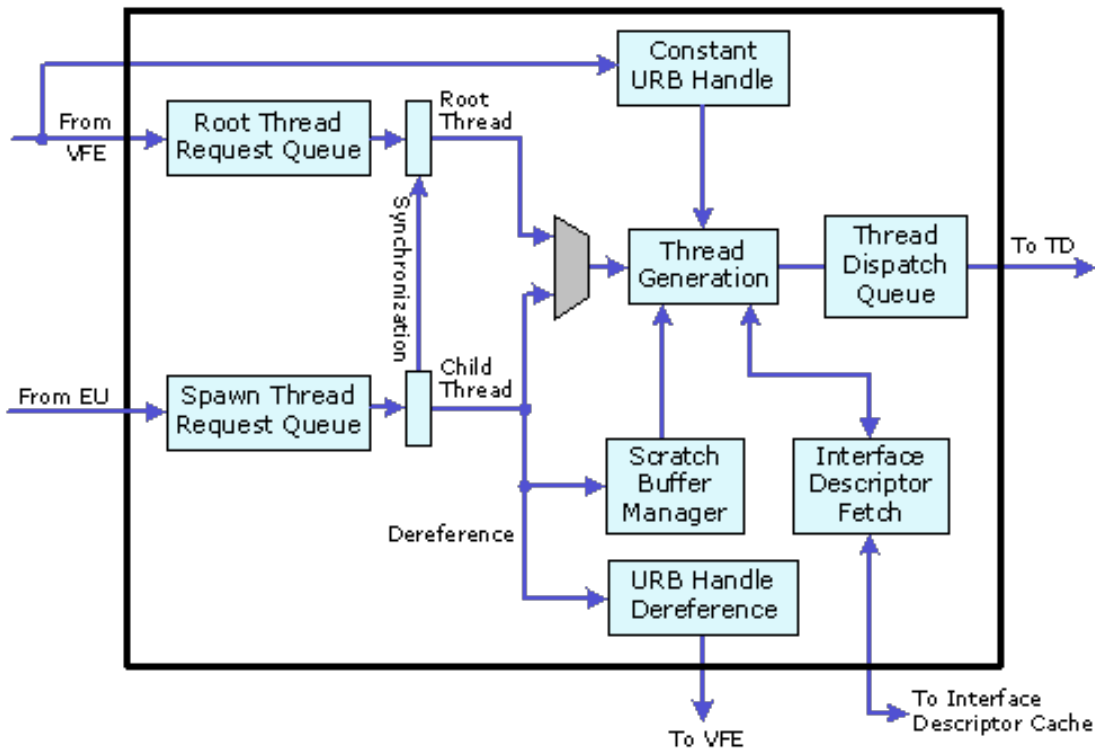 Constant
URB Handle
From
VFE
Root Thread
Request Queue
Root
Thread
Synchronization
Thread
Generation
Thread
Dispatch
Queue
To TD
From EU
Spawn Thread
Request Queue
Child
Thread
Scratch
Buffer
Manager
Interface
Descriptor
Fetch
Dereference
URB Handle
Dereference
To VFE
To Interface
Descriptor Cache